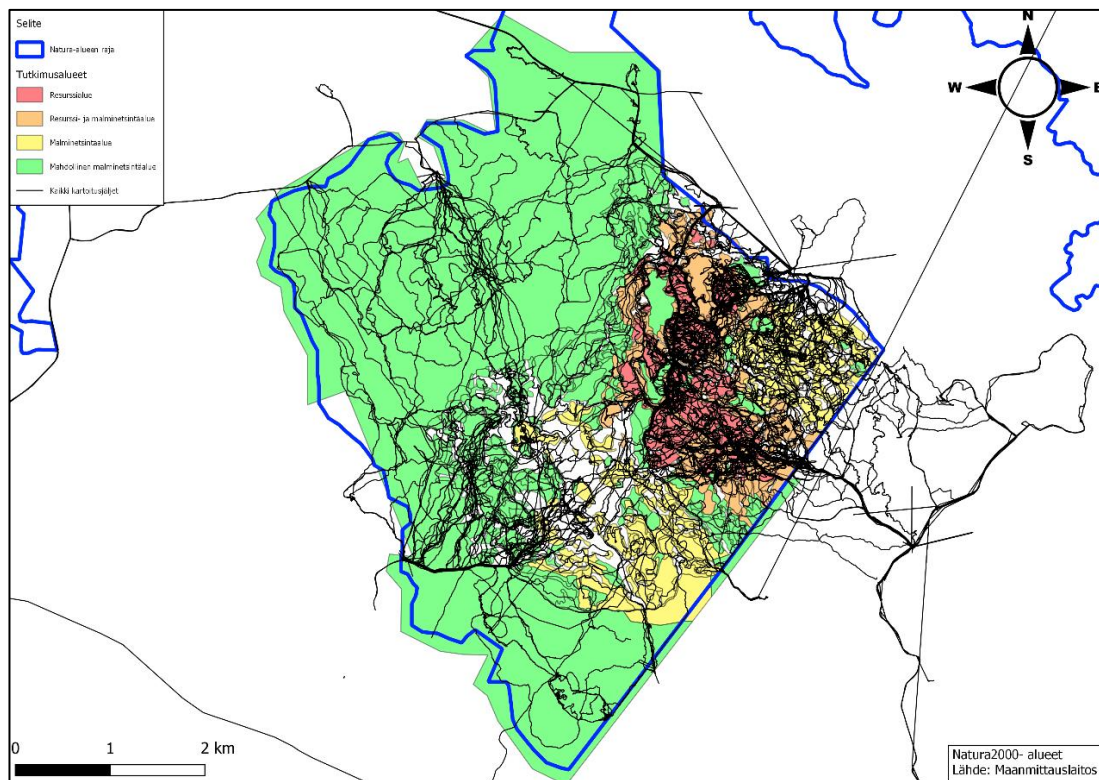 Selite
Natura-alueen raja
Tutkimusalueet
Resurssialue
Resurssi- ja malminetsintäalue
Malminetsintäalue
Mahdollinen malminetsintäalue
Kaikki kartoitusjäljet
N
W
E
S
0 1 2 km
Natura2000- alueet
Lähde: Maanmittauslaitos